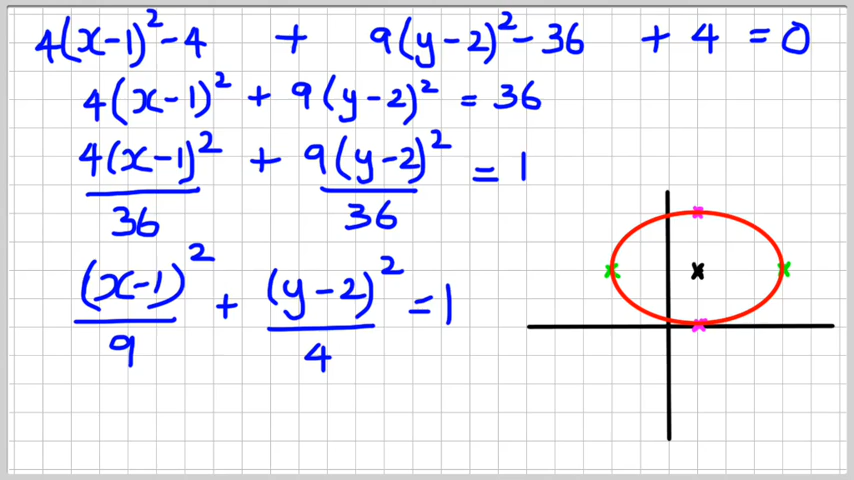 4(x-1)² - 4 + 9(y-2)² - 36 + 4 = 0
4(x-1)² + 9(y-2)² = 36
4(x-1)²/36 + 9(y-2)²/36 = 1
(x-1)²/9 + (y-2)²/4 = 1